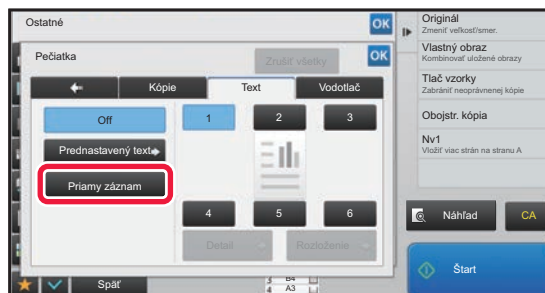 Ostatné
OK
Pečiatka
Zrušiť všetky
OK
Kópie
Text
Vodotlač
Off
1
2
3
Prednastavený text
Priamy záznam
4
5
6
Detail
Rozloženie
Späť
B4
4 A3
Originál
Zmeniť veľkosť/smer.
Vlastný obraz
Kombinovať uložené obrazy
Tlač vzorky
Zabrániť neoprávnenej kópie
Obojstr. kópia
Nv1
Vložiť viac strán na stranu A
Náhľad
CA
Štart